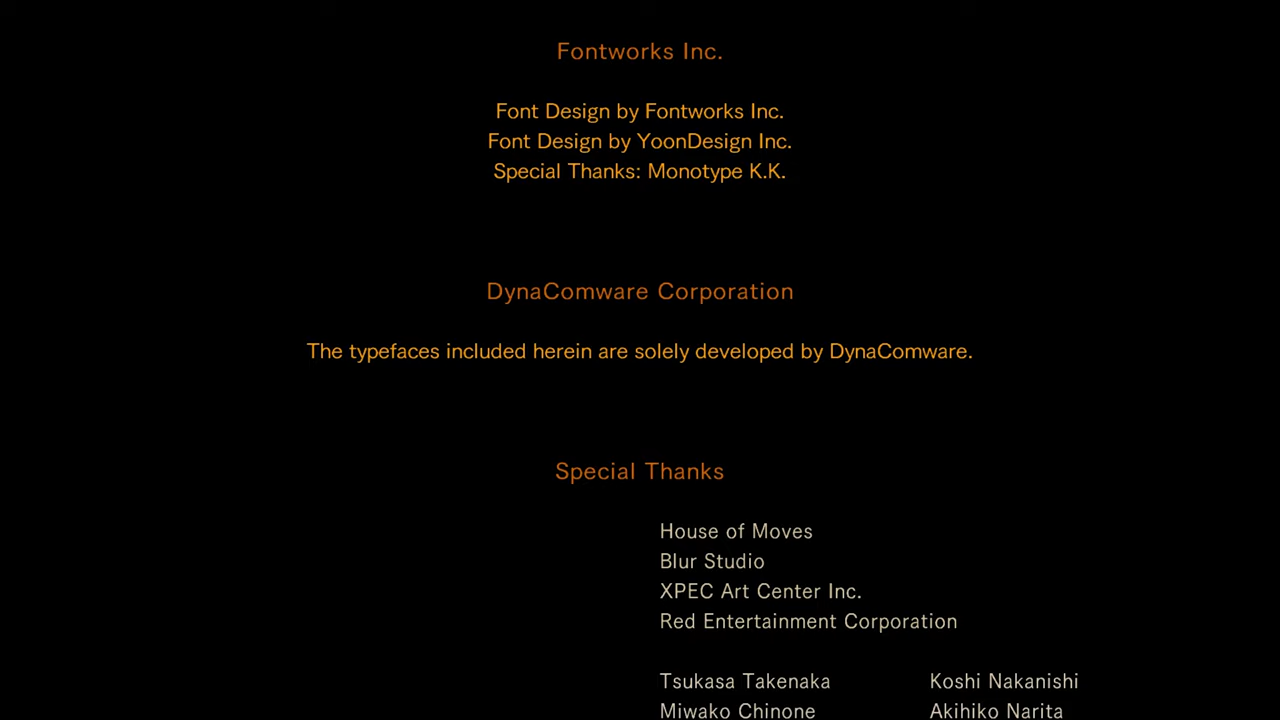 Fontworks Inc.
Font Design by Fontworks Inc.
Font Design by YoonDesign Inc.
Special Thanks: Monotype K.K.
DynaComware Corporation
The typefaces included herein are solely developed by DynaComware.
Special Thanks
House of Moves
Blur Studio
XPEC Art Center Inc.
Red Entertainment Corporation
Tsukasa Takenaka Koshi Nakanishi
Miwako Chinone Akihiko Narita